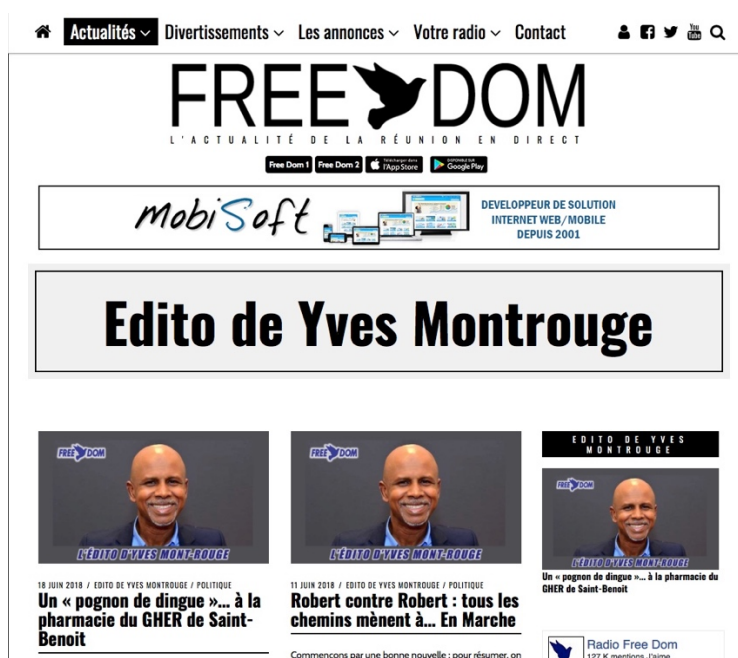 Actualités Divertissements Les annonces Votre radio Contact You Tube
FREE DOM
L'ACTUALITÉ DE LA RÉUNION EN DIRECT
Free Dom 1 Free Dom 2 Télécharger dans l'App Store DISPONIBLE SUR Google Play
mobiSoft
DEVELOPPEUR DE SOLUTION
INTERNET WEB/MOBILE
DEPUIS 2001
Edito de Yves Montrouge
FREE DOM
L'ÉDITO D'YVES MONT-ROUGE
18 JUIN 2018 / EDITO DE YVES MONTROUGE / POLITIQUE
Un « pognon de dingue »... à la
pharmacie du GHER de Saint-
Benoit
FREE DOM
L'ÉDITO D'YVES MONT-ROUGE
11 JUIN 2018 / EDITO DE YVES MONTROUGE / POLITIQUE
Robert contre Robert : tous les
chemins mènent à... En Marche
Commençons par une bonne nouvelle : pour résumer, on
EDITO DE YVES
MONTROUGE
FREE DOM
L'ÉDITO D'YVES MONT-ROUGE
Un « pognon de dingue »... à la pharmacie du
GHER de Saint-Benoit
Radio Free Dom
127 K mentions J'aime